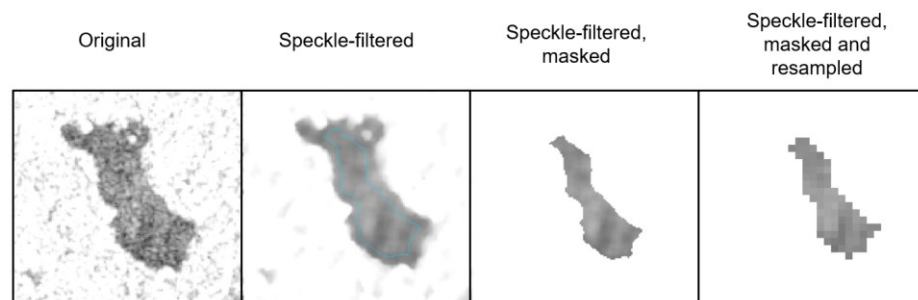 Original
Speckle-filtered
Speckle-filtered,
masked
Speckle-filtered,
masked and
resampled